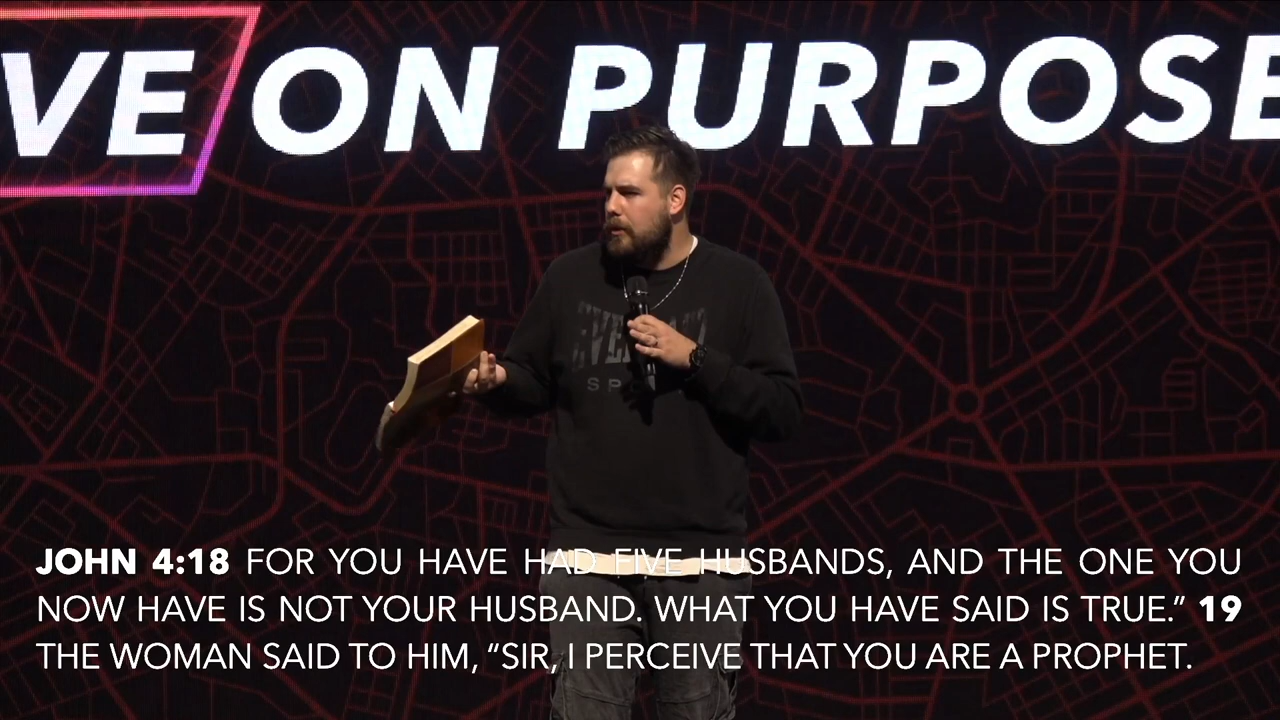 VE ON PURPOSE
SP
JOHN 4:18 FOR YOU HAVE HAD FIVE HUSBANDS, AND THE ONE YOU
NOW HAVE IS NOT YOUR HUSBAND. WHAT YOU HAVE SAID IS TRUE.” 19
THE WOMAN SAID TO HIM, “SIR, I PERCEIVE THAT YOU ARE A PROPHET.